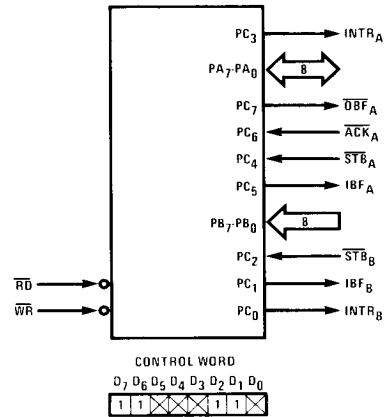 PC3 INTRA
PA7-PA0 8
PC7 OBFA
PC6 ACKA
PC4 STBA
PC5 IBFA
PB7-PB0 8
PC2 STBB
RD PC1 IBFB
WR PC0 INTRB
CONTROL WORD
D7 D6 D5 D4 D3 D2 D1 D0
1 1 X X X 1 1 X